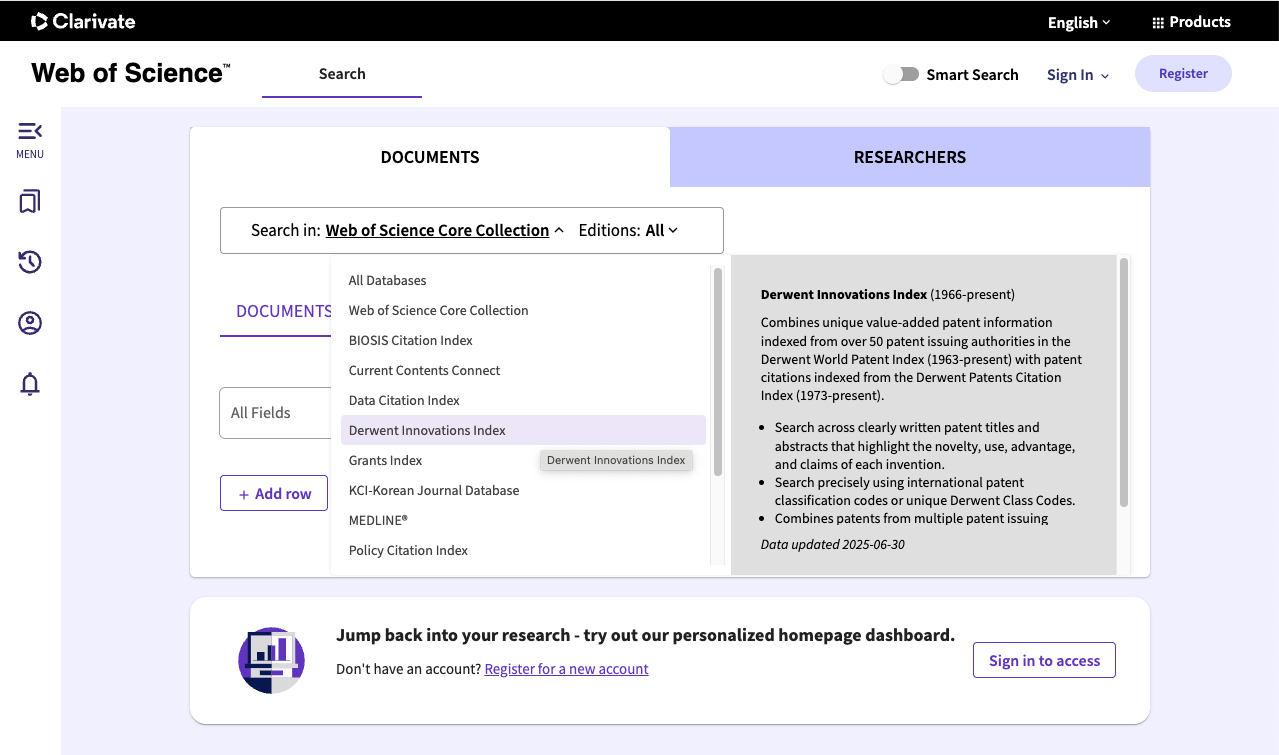 Clarivate
English
Products
Web of Science™
Search
Smart Search
Sign In
Register
MENU
DOCUMENTS
RESEARCHERS
Search in: Web of Science Core Collection
Editions: All
DOCUMENTS
All Fields
+ Add row
All Databases
Web of Science Core Collection
BIOSIS Citation Index
Current Contents Connect
Data Citation Index
Derwent Innovations Index
Grants Index
Derwent Innovations Index
KCI-Korean Journal Database
MEDLINE®
Policy Citation Index
Derwent Innovations Index (1966-present)
Combines unique value-added patent information
indexed from over 50 patent issuing authorities in the
Derwent World Patent Index (1963-present) with patent
citations indexed from the Derwent Patents Citation
Index (1973-present).
• Search across clearly written patent titles and
abstracts that highlight the novelty, use, advantage,
and claims of each invention.
• Search precisely using international patent
classification codes or unique Derwent Class Codes.
• Combines patents from multiple patent issuing
Data updated 2025-06-30
Jump back into your research - try out our personalized homepage dashboard.
Don't have an account? Register for a new account
Sign in to access